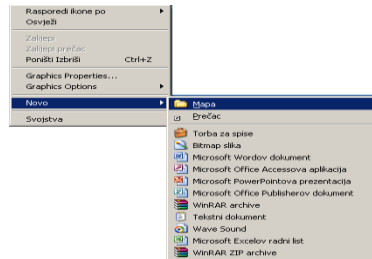 Rasporedi ikone po
Osvježi
Zalijepi
Zalijepi prečac
Poništi Izbriši Ctrl+Z
Graphics Properties...
Graphics Options
Novo
Svojstva
Mapa
Prečac
Torba za spise
Bitmap slika
Microsoft Wordov dokument
Microsoft Office Accessova aplikacija
Microsoft PowerPointova prezentacija
Microsoft Office Publisherov dokument
WinRAR archive
Tekstni dokument
Wave Sound
Microsoft Excelov radni list
WinRAR ZIP archive